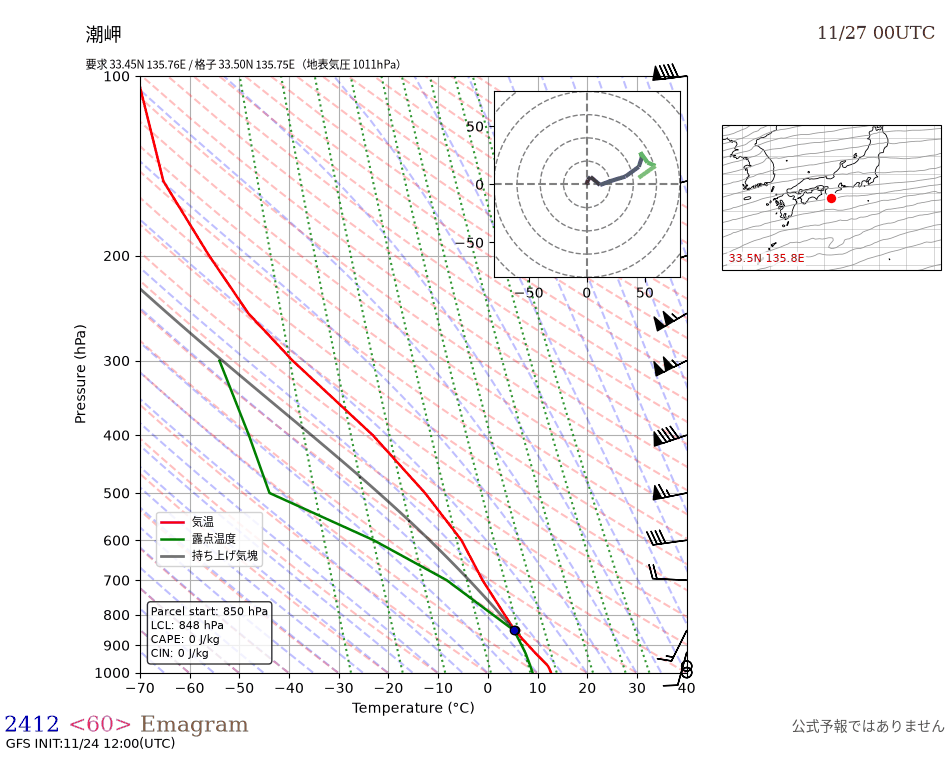 潮岬
11/27 00UTC
要求 33.45N 135.76E / 格子 33.50N 135.75E（地表気圧 1011hPa）
100
200
300
400
500
600
700
800
900
1000
Pressure (hPa)
−70 −60 −50 −40 −30 −20 −10 0 10 20 30 40
Temperature (°C)
50
0
−50
−50 0 50
気温
露点温度
持ち上げ気塊
Parcel start: 850 hPa
LCL: 848 hPa
CAPE: 0 J/kg
CIN: 0 J/kg
33.5N 135.8E
2412 <60> Emagram
GFS INIT:11/24 12:00(UTC)
公式予報ではありません